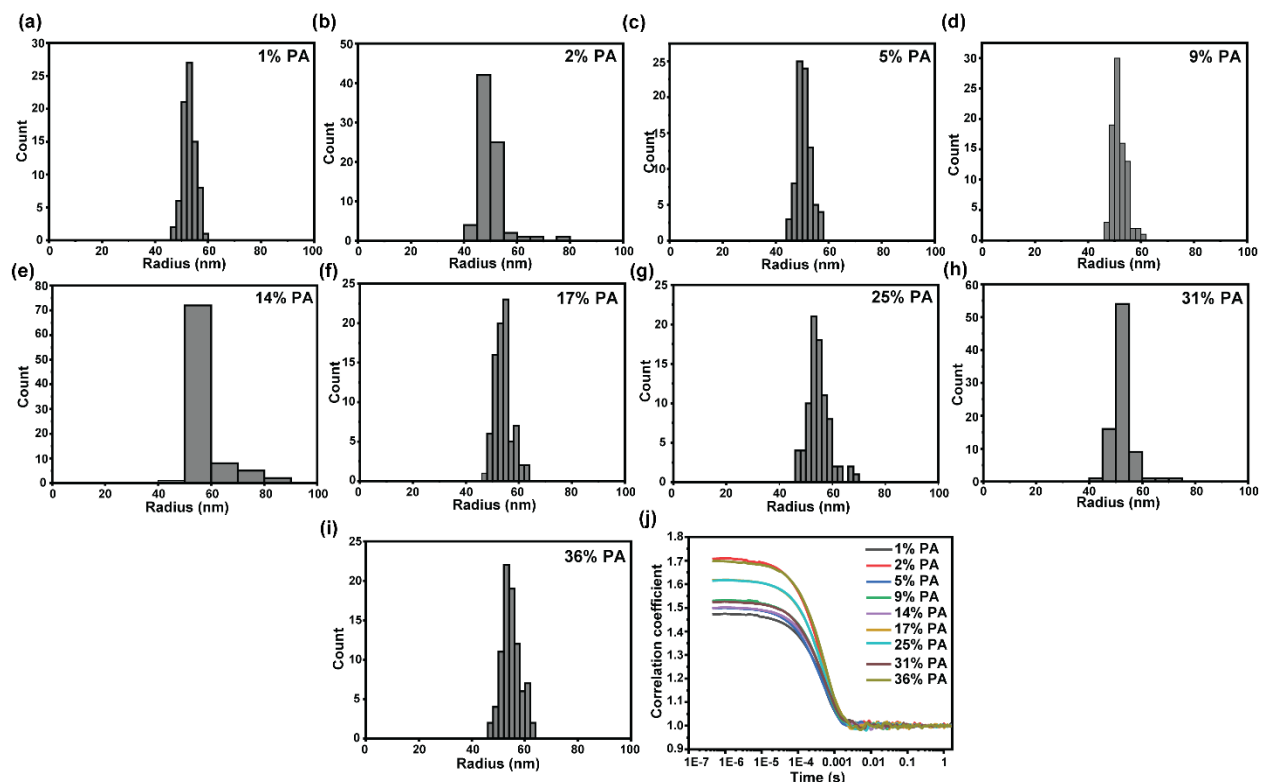 (a)
1% PA
30
25
20
15
10
5
0
Count
0 20 40 60 80 100
Radius (nm)
(b)
2% PA
50
40
30
20
10
0
Count
0 20 40 60 80 100
Radius (nm)
(c)
5% PA
30
25
20
15
10
5
0
Count
0 20 40 60 80 100
Radius (nm)
(d)
9% PA
30
20
10
0
Count
0 20 40 60 80 100
Radius (nm)
(e)
14% PA
80
70
60
50
40
30
20
10
0
Count
0 20 40 60 80 100
Radius (nm)
(f)
17% PA
25
20
15
10
5
0
Count
0 20 40 60 80 100
Radius (nm)
(g)
25% PA
25
20
15
10
5
0
Count
0 20 40 60 80 100
Radius (nm)
(h)
31% PA
60
50
40
30
20
10
0
Count
0 20 40 60 80 100
Radius (nm)
(i)
36% PA
25
20
15
10
5
0
Count
0 20 40 60 80 100
Radius (nm)
(j)
1.8
1.7
1.6
1.5
1.4
1.3
1.2
1.1
1.0
0.9
Correlation coefficient
1% PA
2% PA
5% PA
9% PA
14% PA
17% PA
25% PA
31% PA
36% PA
1E-7 1E-6 1E-5 1E-4 0.001 0.01 0.1 1
Time (s)